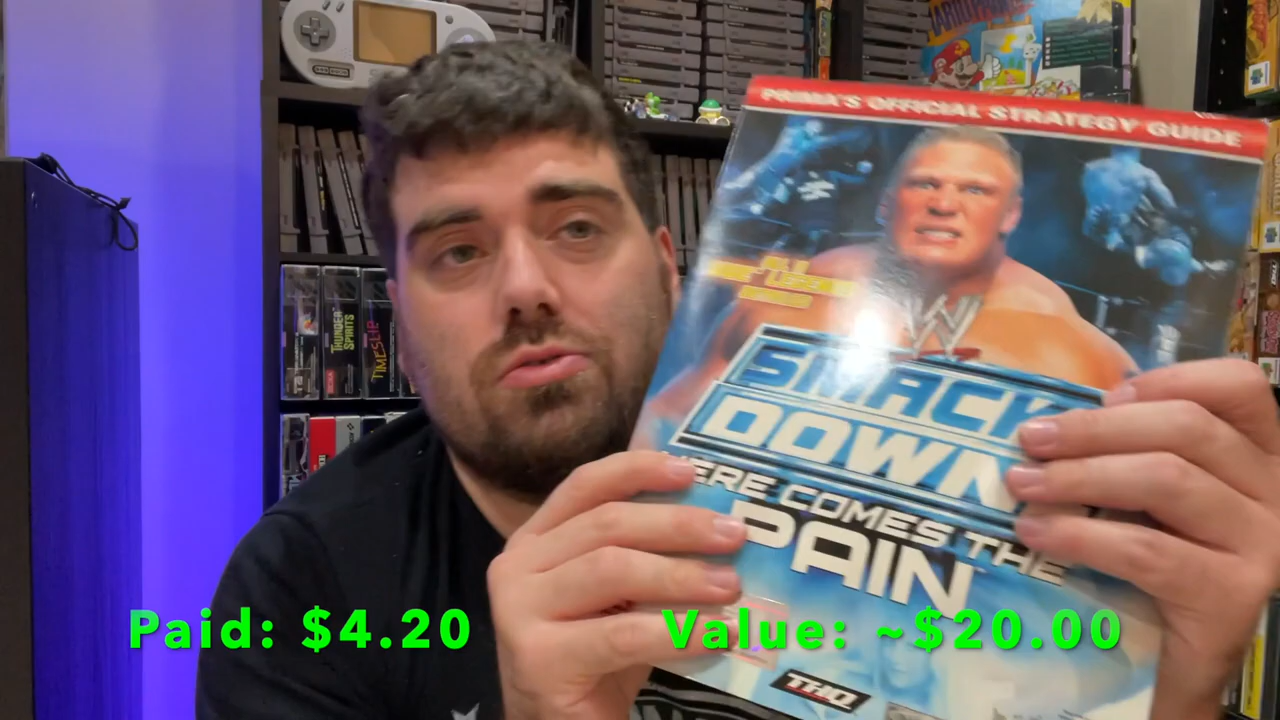 PRIMA'S OFFICIAL STRATEGY GUIDE
THUNDER
SPIRITS
TIMESLIP
W
SMACK
DOWN
HERE COMES THE
PAIN
Paid: $4.20
Value: ~$20.00
THQ